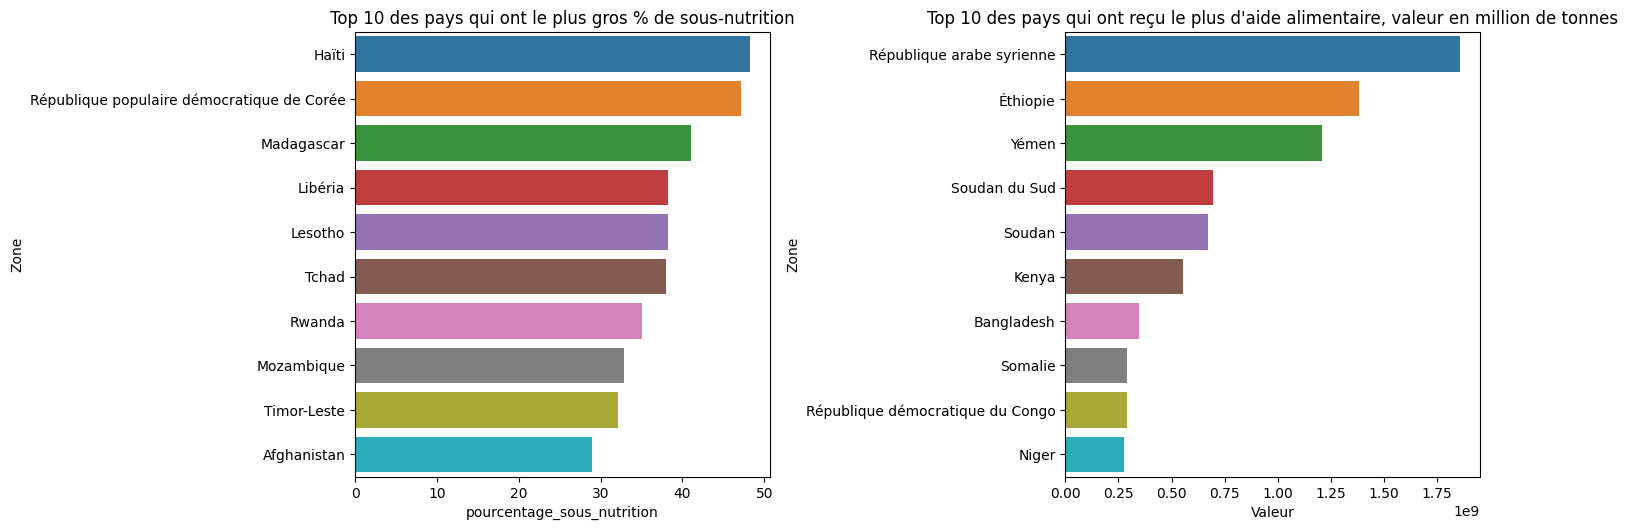 Top 10 des pays qui ont le plus gros % de sous-nutrition
Haïti
République populaire démocratique de Corée
Madagascar
Libéria
Lesotho
Tchad
Rwanda
Mozambique
Timor-Leste
Afghanistan
Zone
0 10 20 30 40 50
pourcentage_sous_nutrition
Top 10 des pays qui ont reçu le plus d'aide alimentaire, valeur en million de tonnes
République arabe syrienne
Éthiopie
Yémen
Soudan du Sud
Soudan
Kenya
Bangladesh
Somalie
République démocratique du Congo
Niger
Zone
0.00 0.25 0.50 0.75 1.00 1.25 1.50 1.75
1e9
Valeur